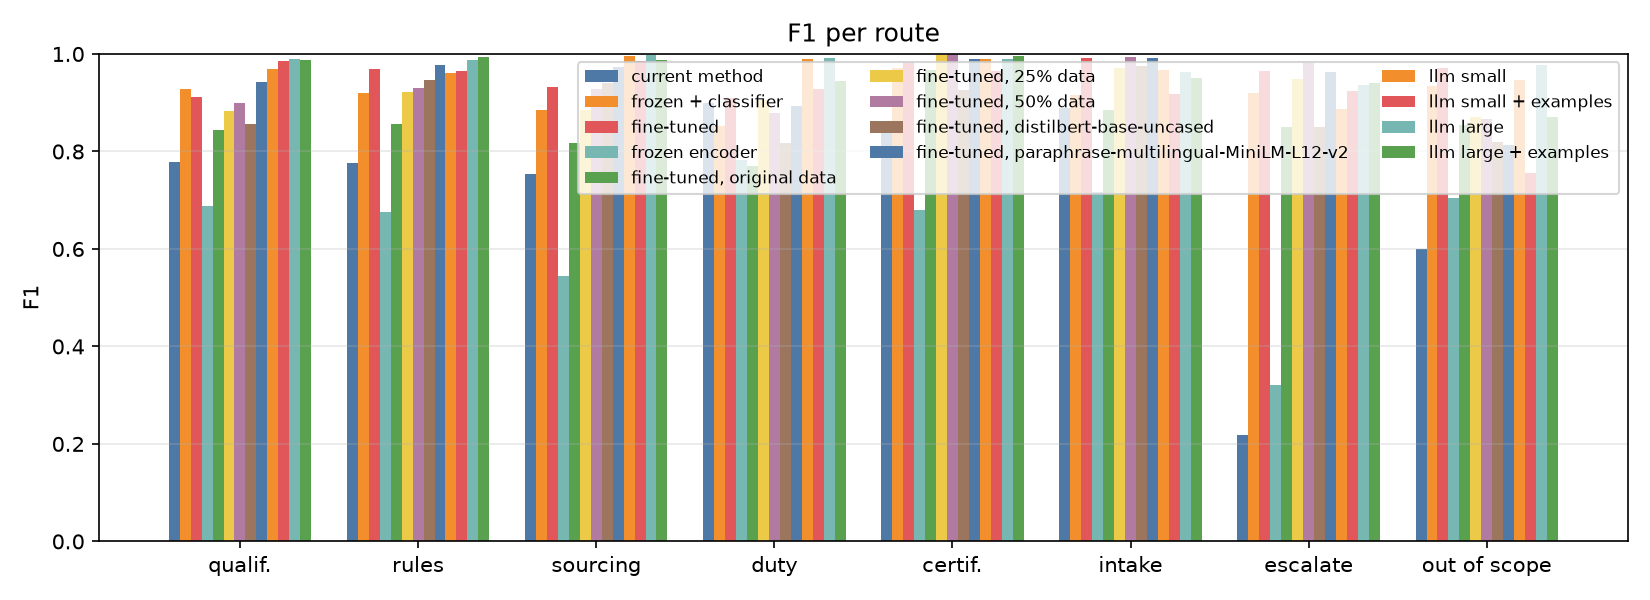 F1 per route
1.0
0.8
0.6
0.4
0.2
0.0
F1
current method
frozen + classifier
fine-tuned
frozen encoder
fine-tuned, original data
fine-tuned, 25% data
fine-tuned, 50% data
fine-tuned, distilbert-base-uncased
fine-tuned, paraphrase-multilingual-MiniLM-L12-v2
llm small
llm small + examples
llm large
llm large + examples
qualif.
rules
sourcing
duty
certif.
intake
escalate
out of scope